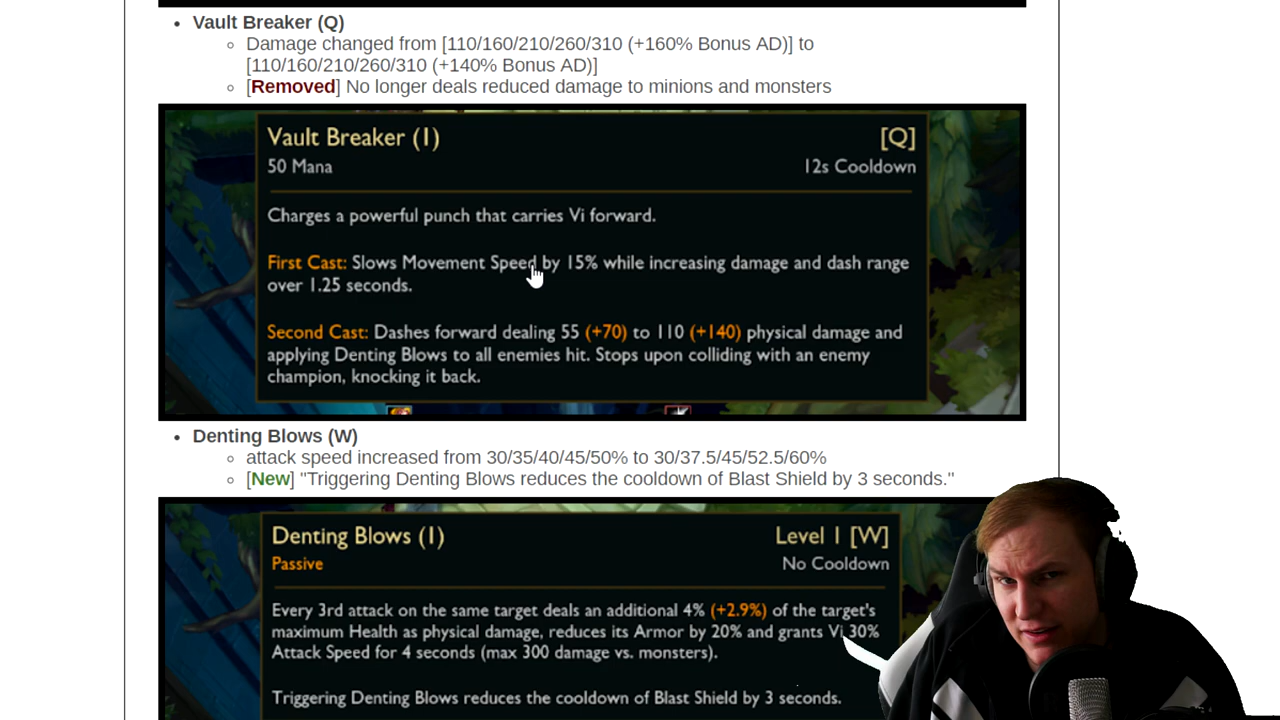 Vault Breaker (Q)
Damage changed from [110/160/210/260/310 (+160% Bonus AD)] to
[110/160/210/260/310 (+140% Bonus AD)]
[Removed] No longer deals reduced damage to minions and monsters
Vault Breaker (1) [Q]
50 Mana 12s Cooldown
Charges a powerful punch that carries Vi forward.
First Cast: Slows Movement Speed by 15% while increasing damage and dash range
over 1.25 seconds.
Second Cast: Dashes forward dealing 55 (+70) to 110 (+140) physical damage and
applying Denting Blows to all enemies hit. Stops upon colliding with an enemy
champion, knocking it back.
Denting Blows (W)
attack speed increased from 30/35/40/45/50% to 30/37.5/45/52.5/60%
[New] "Triggering Denting Blows reduces the cooldown of Blast Shield by 3 seconds."
Denting Blows (1) Level 1 [W]
Passive No Cooldown
Every 3rd attack on the same target deals an additional 4% (+2.9%) of the target's
maximum Health as physical damage, reduces its Armor by 20% and grants Vi 30%
Attack Speed for 4 seconds (max 300 damage vs. monsters).
Triggering Denting Blows reduces the cooldown of Blast Shield by 3 seconds.